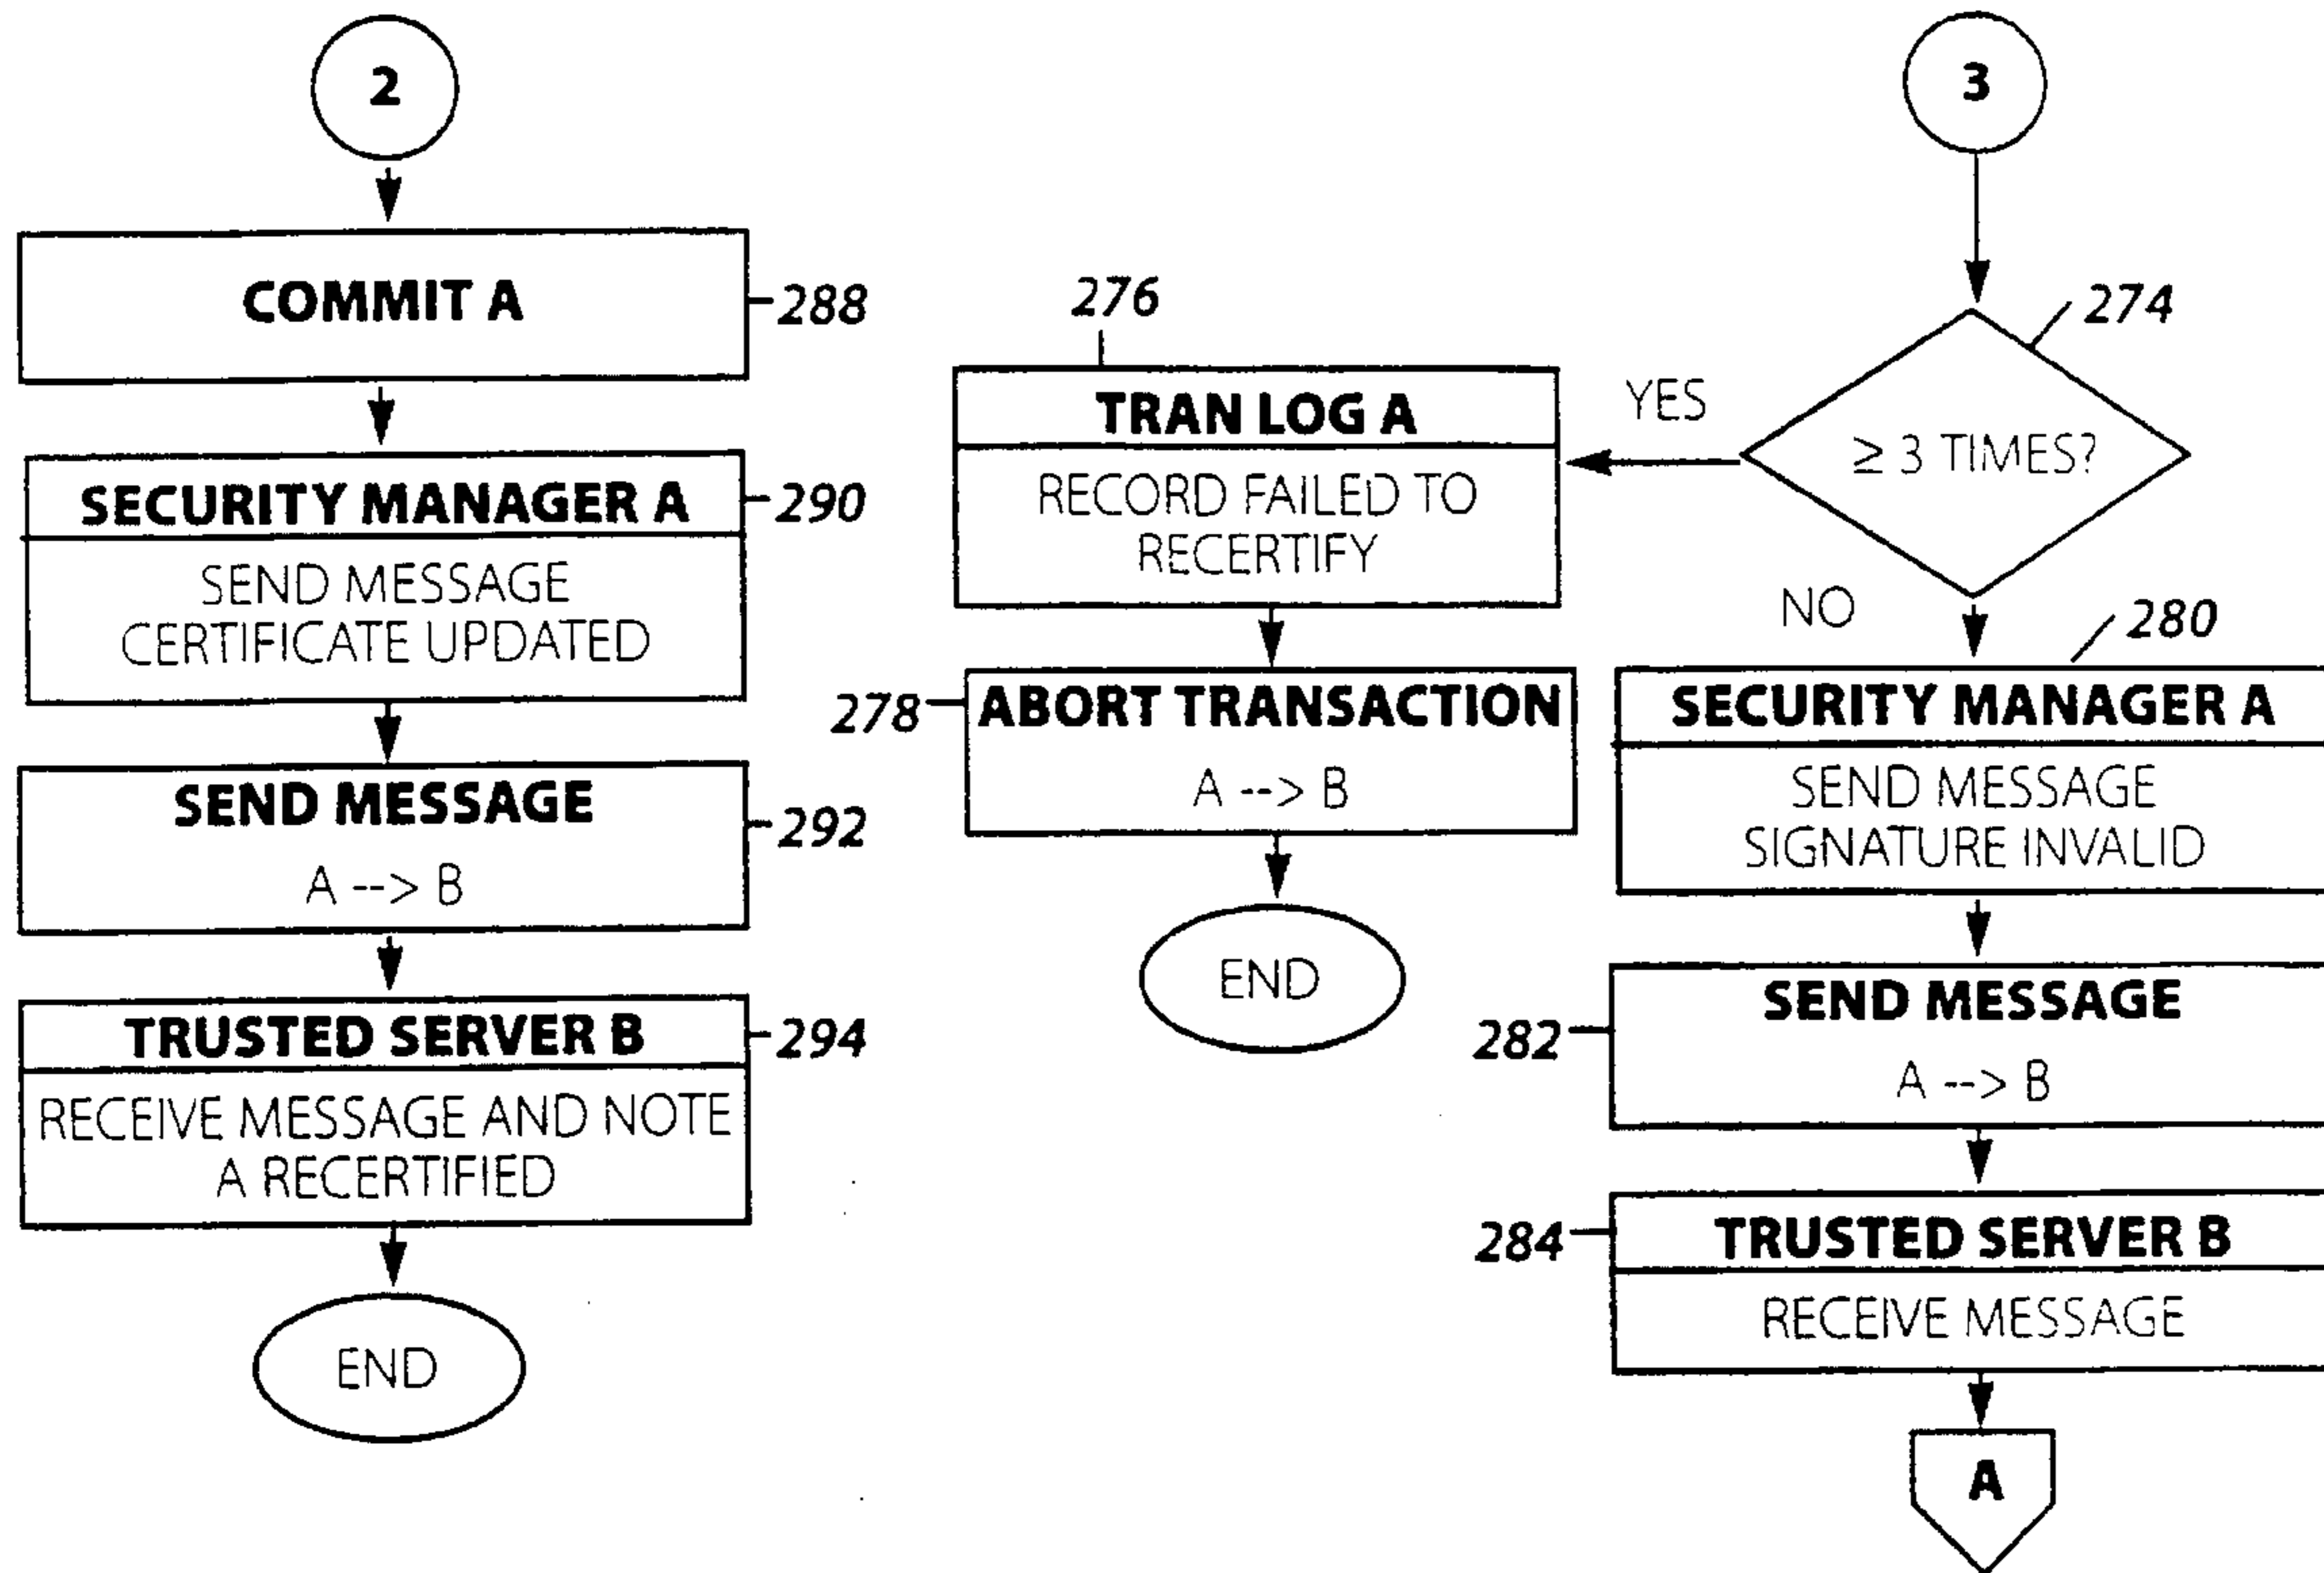 2
COMMIT A
288
SECURITY MANAGER A
290
SEND MESSAGE
CERTIFICATE UPDATED
SEND MESSAGE
292
A --> B
TRUSTED SERVER B
294
RECEIVE MESSAGE AND NOTE
A RECERTIFIED
END
3
274
≥ 3 TIMES?
YES
276
TRAN LOG A
RECORD FAILED TO
RECERTIFY
278
ABORT TRANSACTION
A --> B
END
NO
280
SECURITY MANAGER A
SEND MESSAGE
SIGNATURE INVALID
SEND MESSAGE
282
A --> B
284
TRUSTED SERVER B
RECEIVE MESSAGE
A